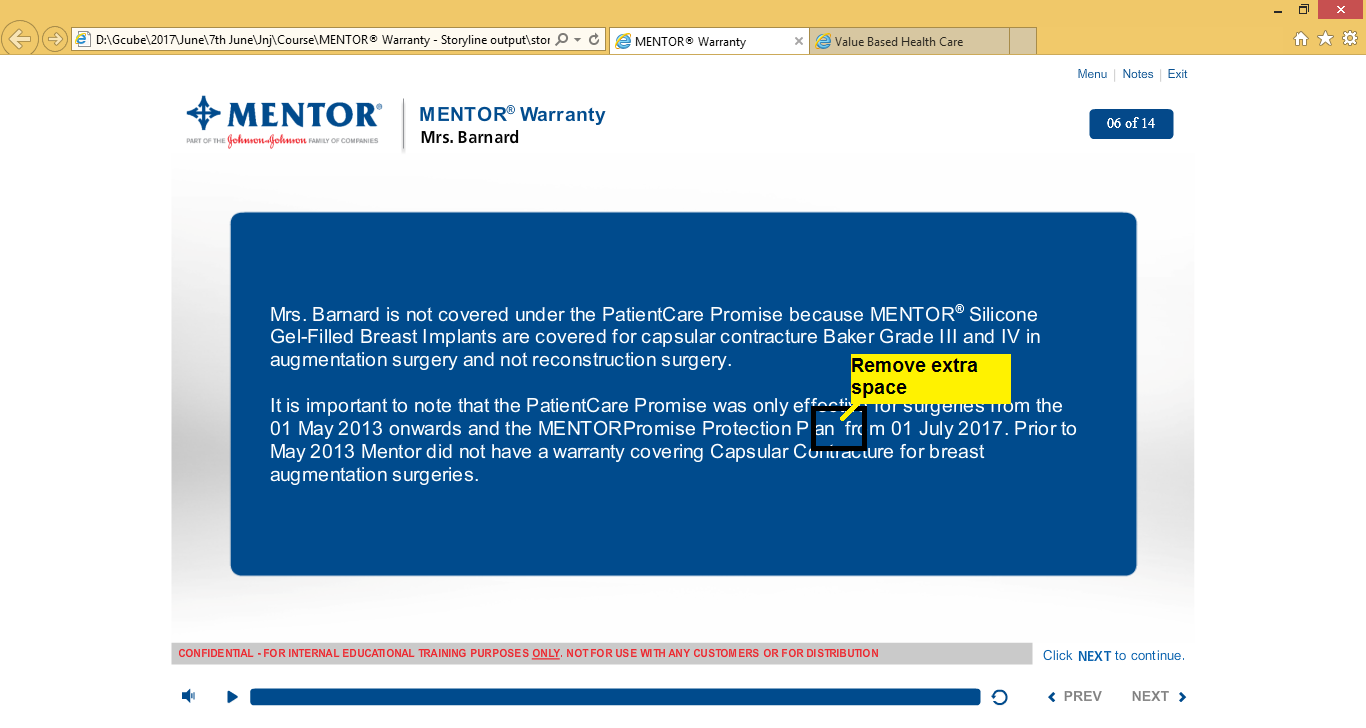 D:\Gcube\2017\June\7th June\Jnj\Course\MENTOR® Warranty - Storyline output\stor
MENTOR® Warranty
Value Based Health Care
Menu | Notes | Exit
MENTOR®
PART OF THE Johnson & Johnson FAMILY OF COMPANIES
MENTOR® Warranty
Mrs. Barnard
06 of 14
Mrs. Barnard is not covered under the PatientCare Promise because MENTOR® Silicone
Gel-Filled Breast Implants are covered for capsular contracture Baker Grade III and IV in
augmentation surgery and not reconstruction surgery.
Remove extra
space
It is important to note that the PatientCare Promise was only effective for surgeries from the
01 May 2013 onwards and the MENTORPromise Protection Plan  from 01 July 2017. Prior to
May 2013 Mentor did not have a warranty covering Capsular Contracture for breast
augmentation surgeries.
CONFIDENTIAL - FOR INTERNAL EDUCATIONAL TRAINING PURPOSES ONLY. NOT FOR USE WITH ANY CUSTOMERS OR FOR DISTRIBUTION
Click NEXT to continue.
PREV
NEXT